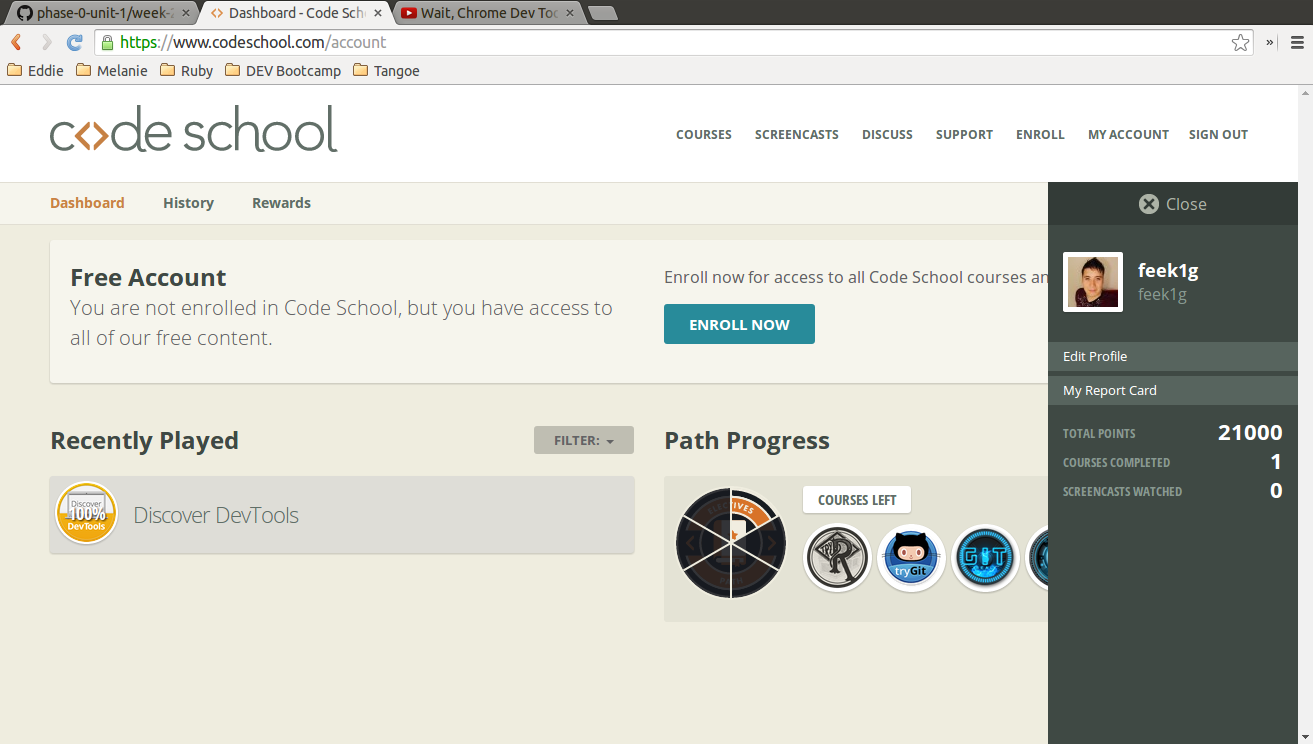 phase-0-unit-1/week-2
Dashboard - Code Sch
Wait, Chrome Dev Too
https://www.codeschool.com/account
»
Eddie
Melanie
Ruby
DEV Bootcamp
Tangoe
code school
COURSES
SCREENCASTS
DISCUSS
SUPPORT
ENROLL
MY ACCOUNT
SIGN OUT
Dashboard
History
Rewards
Close
Free Account
You are not enrolled in Code School, but you have access to
all of our free content.
Enroll now for access to all Code School courses an
ENROLL NOW
feek1g
feek1g
Edit Profile
My Report Card
TOTAL POINTS 21000
COURSES COMPLETED 1
SCREENCASTS WATCHED 0
Recently Played
FILTER:
Discover
100%
DevTools
Discover DevTools
Path Progress
COURSES LEFT
ELECTIVES
PATH
TRY
R
tryGit
GIT